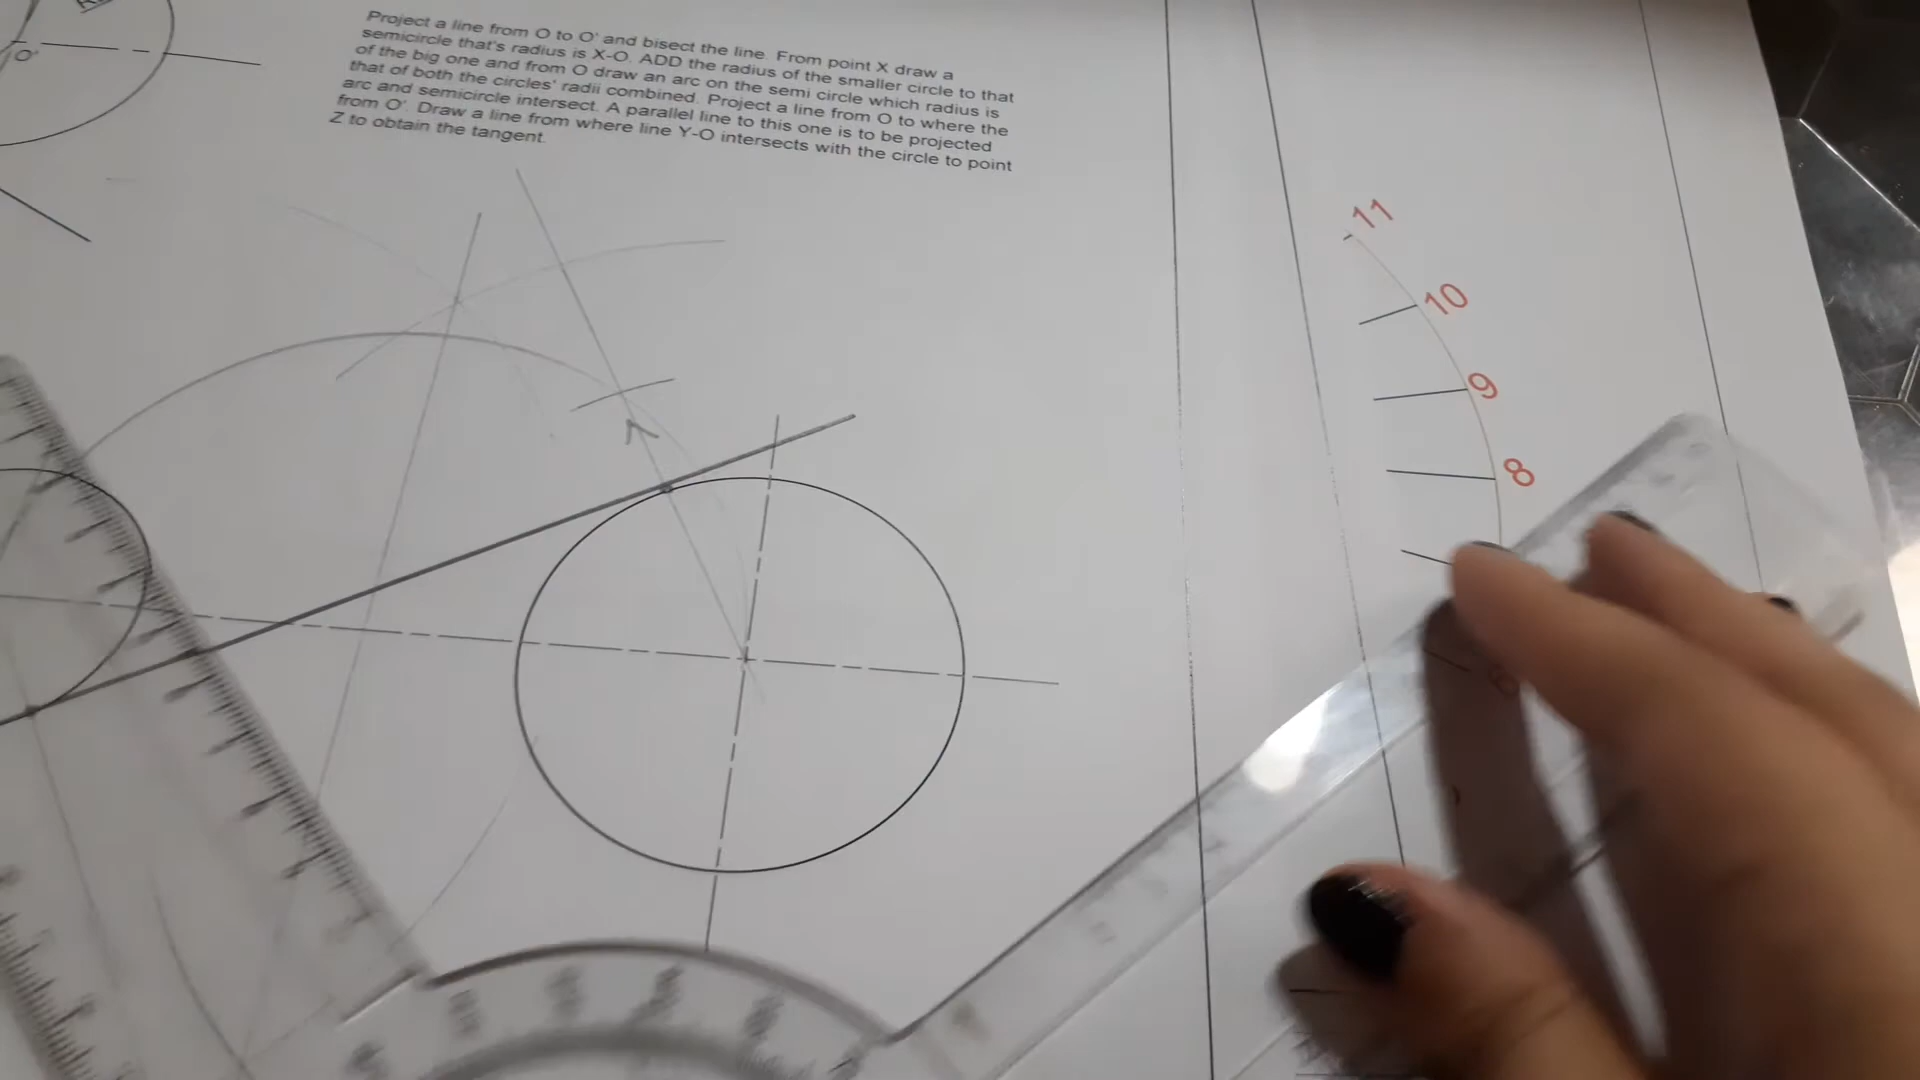 O'
Project a line from O to O' and bisect the line. From point X draw a
semicircle that's radius is X-O. ADD the radius of the smaller circle to that
of the big one and from O draw an arc on the semi circle which radius is
that of both the circles' radii combined. Project a line from O to where the
arc and semicircle intersect. A parallel line to this one is to be projected
from O'. Draw a line from where line Y-O intersects with the circle to point
Z to obtain the tangent.
11
10
9
8